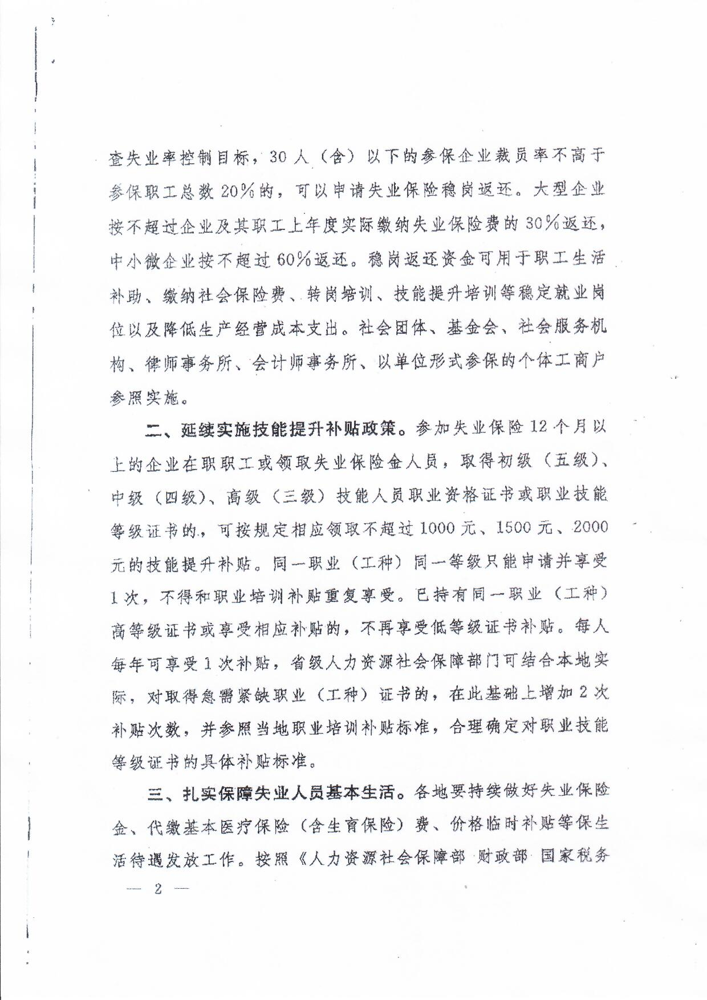 查失业率控制目标，30人（含）以下的参保企业裁员率不高于
参保职工总数20%的，可以申请失业保险稳岗返还。大型企业
按不超过企业及其职工上年度实际缴纳失业保险费的30%返还，
中小微企业按不超过60%返还。稳岗返还资金可用于职工生活
补助、缴纳社会保险费、转岗培训、技能提升培训等稳定就业岗
位以及降低生产经营成本支出。社会团体、基金会、社会服务机
构、律师事务所、会计师事务所、以单位形式参保的个体工商户
参照实施。
二、延续实施技能提升补贴政策。参加失业保险12个月以
上的企业在职职工或领取失业保险金人员，取得初级（五级）、
中级（四级）、高级（三级）技能人员职业资格证书或职业技能
等级证书的，可按规定相应领取不超过1000元、1500元、2000
元的技能提升补贴。同一职业（工种）同一等级只能申请并享受
1次，不得和职业培训补贴重复享受。已持有同一职业（工种）
高等级证书或享受相应补贴的，不再享受低等级证书补贴。每人
每年可享受1次补贴，省级人力资源社会保障部门可结合本地实
际，对取得急需紧缺职业（工种）证书的，在此基础上增加2次
补贴次数，并参照当地职业培训补贴标准，合理确定对职业技能
等级证书的具体补贴标准。
三、扎实保障失业人员基本生活。各地要持续做好失业保险
金、代缴基本医疗保险（含生育保险）费、价格临时补贴等保生
活待遇发放工作。按照《人力资源社会保障部 财政部 国家税务
— 2 —